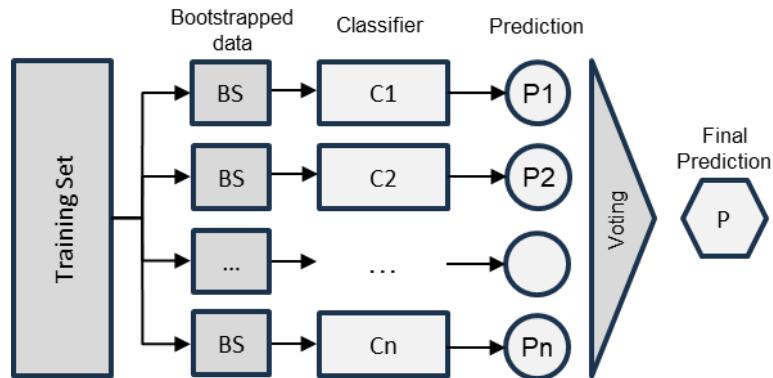 Bootstrapped
data
Classifier
Prediction
Training Set
BS
C1
P1
BS
C2
P2
...
...
BS
Cn
Pn
Voting
Final
Prediction
P